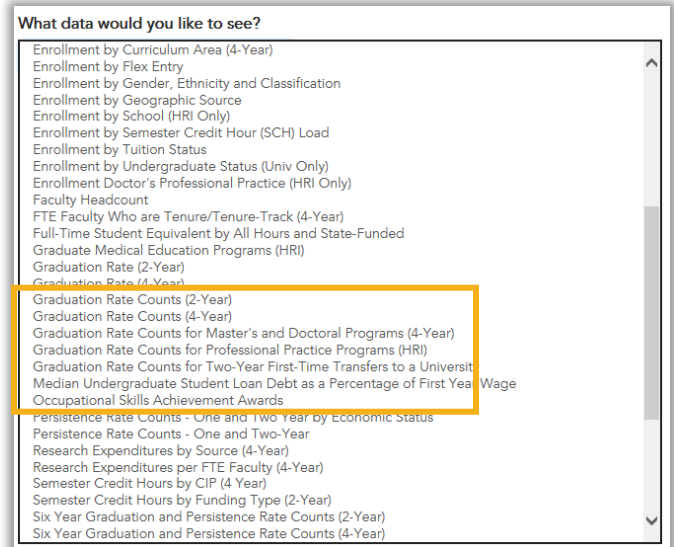 What data would you like to see?
Enrollment by Curriculum Area (4-Year)
Enrollment by Flex Entry
Enrollment by Gender, Ethnicity and Classification
Enrollment by Geographic Source
Enrollment by School (HRI Only)
Enrollment by Semester Credit Hour (SCH) Load
Enrollment by Tuition Status
Enrollment by Undergraduate Status (Univ Only)
Enrollment Doctor's Professional Practice (HRI Only)
Faculty Headcount
FTE Faculty Who are Tenure/Tenure-Track (4-Year)
Full-Time Student Equivalent by All Hours and State-Funded
Graduate Medical Education Programs (HRI)
Graduation Rate (2-Year)
Graduation Rate (4-Year)
Graduation Rate Counts (2-Year)
Graduation Rate Counts (4-Year)
Graduation Rate Counts for Master's and Doctoral Programs (4-Year)
Graduation Rate Counts for Professional Practice Programs (HRI)
Graduation Rate Counts for Two-Year First-Time Transfers to a University
Median Undergraduate Student Loan Debt as a Percentage of First Year Wage
Occupational Skills Achievement Awards
Persistence Rate Counts - One and Two Year by Economic Status
Persistence Rate Counts - One and Two-Year
Research Expenditures by Source (4-Year)
Research Expenditures per FTE Faculty (4-Year)
Semester Credit Hours by CIP (4 Year)
Semester Credit Hours by Funding Type (2-Year)
Six Year Graduation and Persistence Rate Counts (2-Year)
Six Year Graduation and Persistence Rate Counts (4-Year)